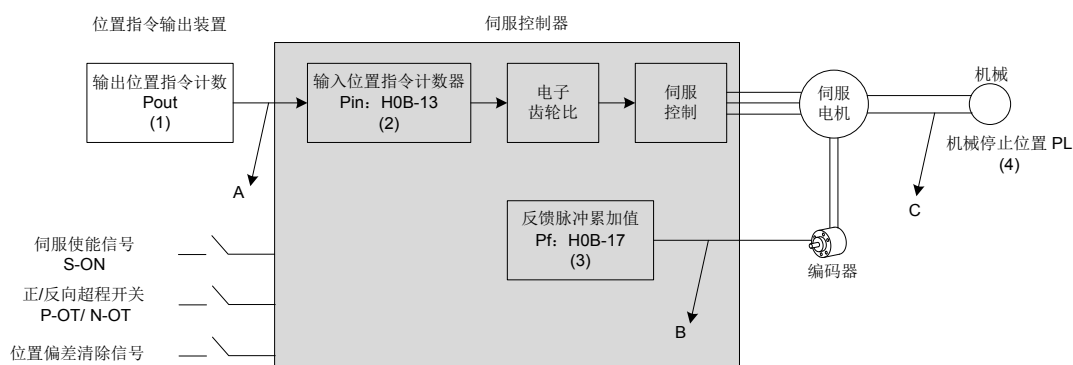 位置指令输出装置
伺服控制器
输出位置指令计数
Pout
(1)
输入位置指令计数器
Pin：H0B-13
(2)
电子
齿轮比
伺服
控制
伺服
电机
机械
机械停止位置 PL
(4)
A
C
反馈脉冲累加值
Pf：H0B-17
(3)
B
编码器
伺服使能信号
S-ON
正/反向超程开关
P-OT/ N-OT
位置偏差清除信号